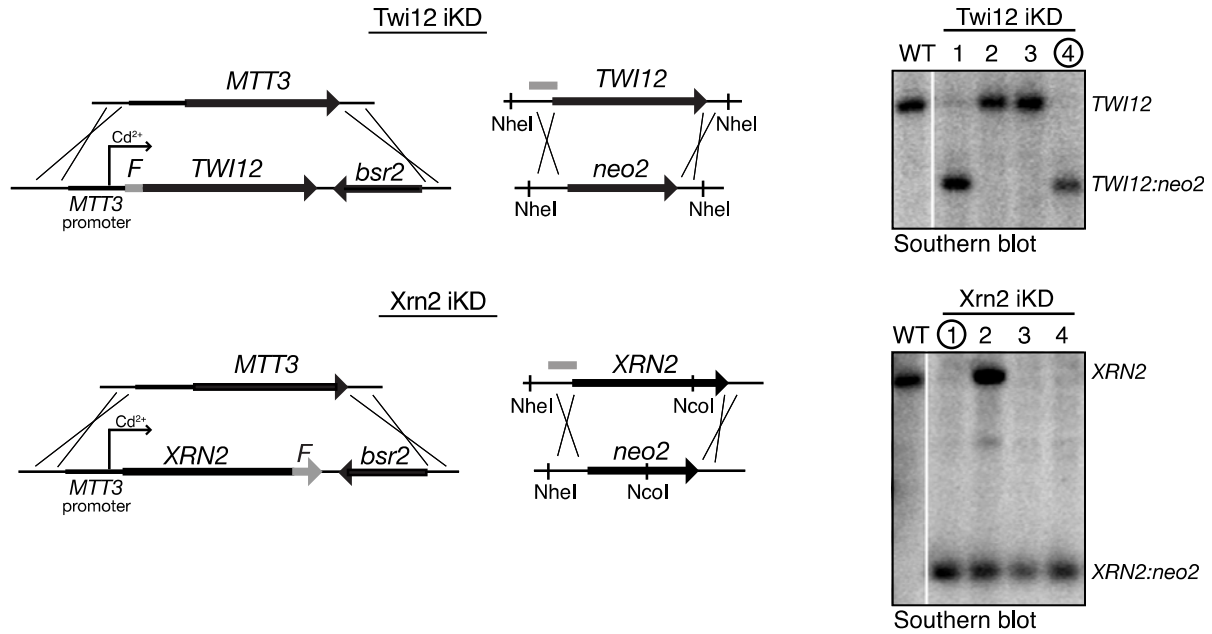 Twi12 iKD
MTT3
TWI12
NheI
NheI
Cd²⁺
F
TWI12
bsr2
neo2
MTT3
promoter
NheI
NheI
Twi12 iKD
WT 1 2 3 4
TWI12
TWI12:neo2
Southern blot
Xrn2 iKD
MTT3
XRN2
NheI
NcoI
Cd²⁺
XRN2
F
bsr2
neo2
MTT3
promoter
NheI
NcoI
Xrn2 iKD
WT 1 2 3 4
XRN2
XRN2:neo2
Southern blot